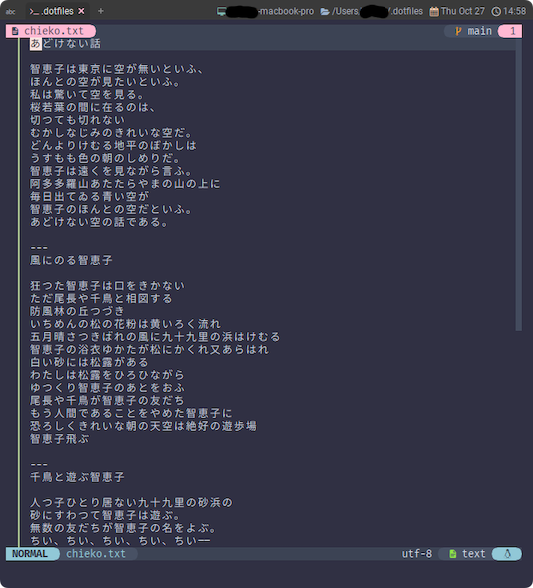 abc >_ .dotfiles × + -macbook-pro /Users, /.dotfiles Thu Oct 27 14:58
chieko.txt main 1
あどけない話
智恵子は東京に空が無いといふ、
ほんとの空が見たいといふ。
私は驚いて空を見る。
桜若葉の間に在るのは、
切つても切れない
むかしなじみのきれいな空だ。
どんよりけむる地平のぼかしは
うすもも色の朝のしめりだ。
智恵子は遠くを見ながら言ふ。
阿多多羅山あたたらやまの山の上に
毎日出てゐる青い空が
智恵子のほんとの空だといふ。
あどけない空の話である。
---
風にのる智恵子
狂つた智恵子は口をきかない
ただ尾長や千鳥と相図する
防風林の丘つづき
いちめんの松の花粉は黄いろく流れ
五月晴さつきばれの風に九十九里の浜はけむる
智恵子の浴衣ゆかたが松にかくれ又あらはれ
白い砂には松露がある
わたしは松露をひろひながら
ゆつくり智恵子のあとをおふ
尾長や千鳥が智恵子の友だち
もう人間であることをやめた智恵子に
恐ろしくきれいな朝の天空は絶好の遊歩場
智恵子飛ぶ
---
千鳥と遊ぶ智恵子
人つ子ひとり居ない九十九里の砂浜の
砂にすわつて智恵子は遊ぶ。
無数の友だちが智恵子の名をよぶ。
ちい、ちい、ちい、ちい、ちい――
NORMAL chieko.txt utf-8 text